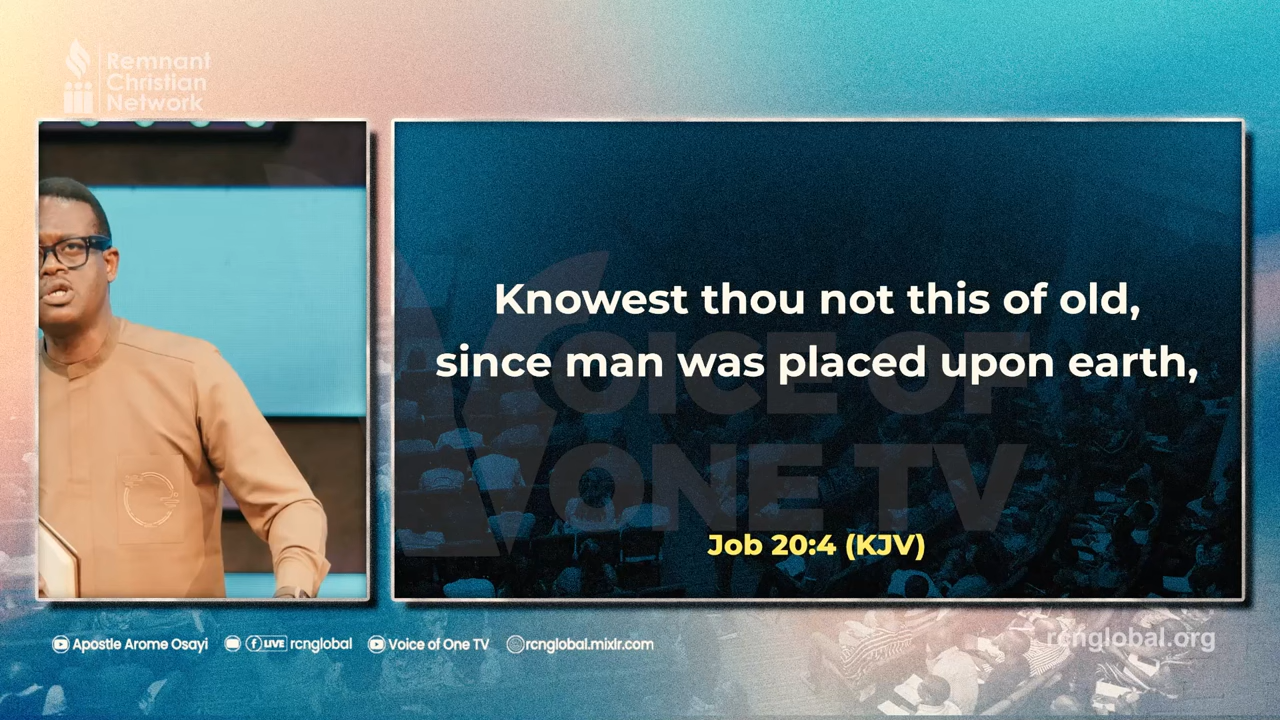 Remnant
Christian
Network
Knowest thou not this of old,
since man was placed upon earth,
VOICE OF
ONE TV
Job 20:4 (KJV)
Apostle Arome Osayi
f LIVE rcnglobal
Voice of One TV
rcnglobal.mixlr.com
rcnglobal.org